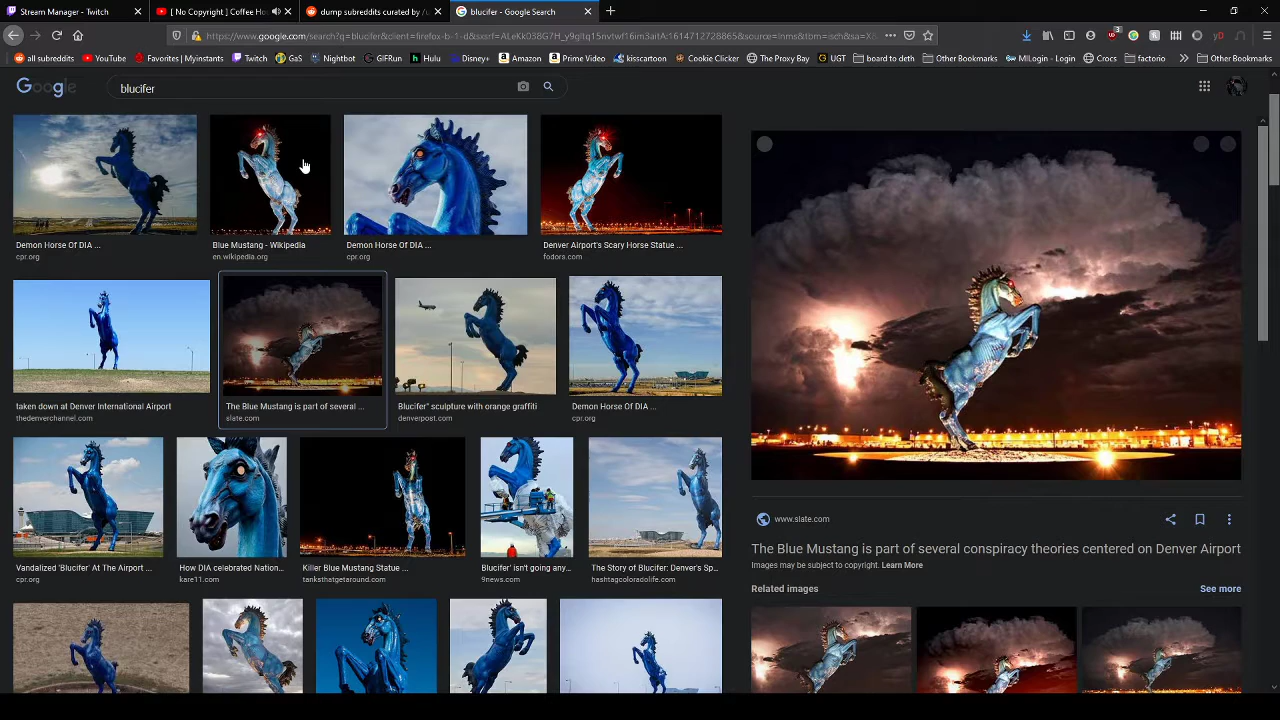 Stream Manager - Twitch
[ No Copyright ] Coffee Ho
dump subreddits curated by /u
blucifer - Google Search
all subreddits
YouTube
Favorites | Myinstants
Twitch
GaS
Nightbot
GIFRun
Hulu
Disney+
Amazon
Prime Video
kisscartoon
Cookie Clicker
The Proxy Bay
UGT
board to deth
Other Bookmarks
MILogin - Login
Crocs
factorio
Other Bookmarks
Google
blucifer
Demon Horse Of DIA ...
cpr.org
Blue Mustang - Wikipedia
en.wikipedia.org
Demon Horse Of DIA ...
cpr.org
Denver Airport's Scary Horse Statue ...
fodors.com
taken down at Denver International Airport
thedenverchannel.com
The Blue Mustang is part of several ...
slate.com
Blucifer" sculpture with orange graffiti
denverpost.com
Demon Horse Of DIA ...
cpr.org
Vandalized 'Blucifer' At The Airport ...
cpr.org
How DIA celebrated Nation...
kare11.com
Killer Blue Mustang Statue ...
tanksthatgetaround.com
Blucifer' isn't going any...
9news.com
The Story of Blucifer: Denver's Sp...
hashtagcoloradolife.com
www.slate.com
The Blue Mustang is part of several conspiracy theories centered on Denver Airport
Images may be subject to copyright. Learn More
Related images
See more